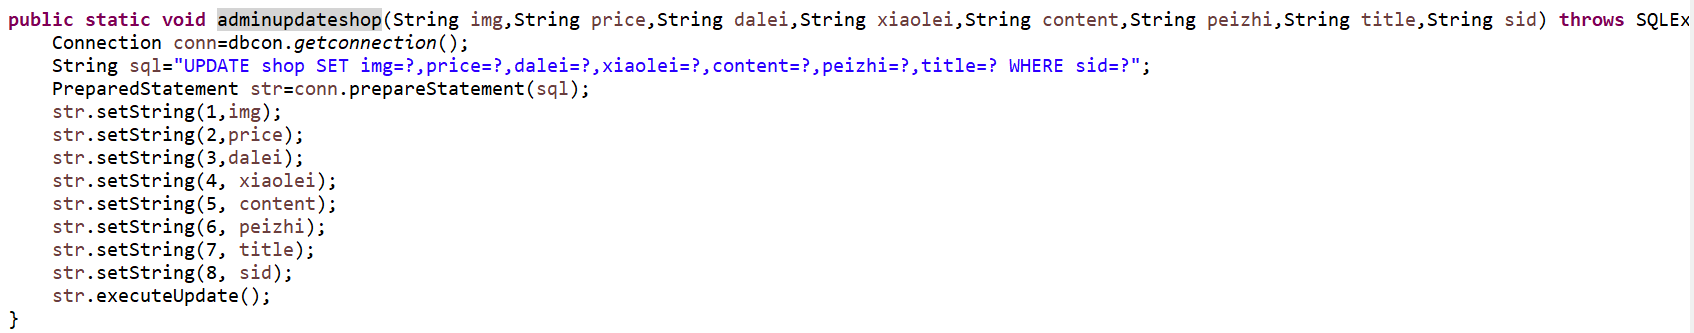 public static void adminupdateshop(String img,String price,String dalei,String xiaolei,String content,String peizhi,String title,String sid) throws SQLEx
Connection conn=dbcon.getconnection();
String sql="UPDATE shop SET img=?,price=?,dalei=?,xiaolei=?,content=?,peizhi=?,title=? WHERE sid=?";
PreparedStatement str=conn.prepareStatement(sql);
str.setString(1,img);
str.setString(2,price);
str.setString(3,dalei);
str.setString(4, xiaolei);
str.setString(5, content);
str.setString(6, peizhi);
str.setString(7, title);
str.setString(8, sid);
str.executeUpdate();
}